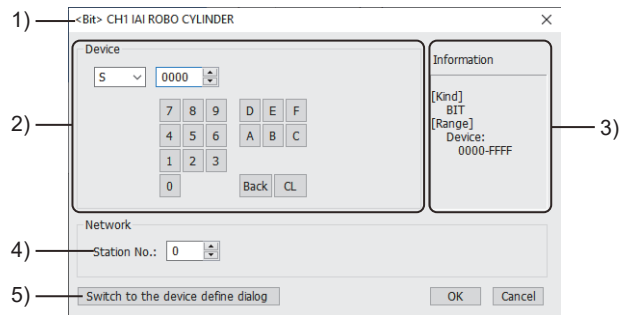 1)
<Bit> CH1 IAI ROBO CYLINDER
Device
S 0000
7 8 9 D E F
4 5 6 A B C
1 2 3
0 Back CL
2)
Information
[Kind]
BIT
[Range]
Device:
0000-FFFF
3)
Network
4)
Station No.: 0
5)
Switch to the device define dialog
OK Cancel